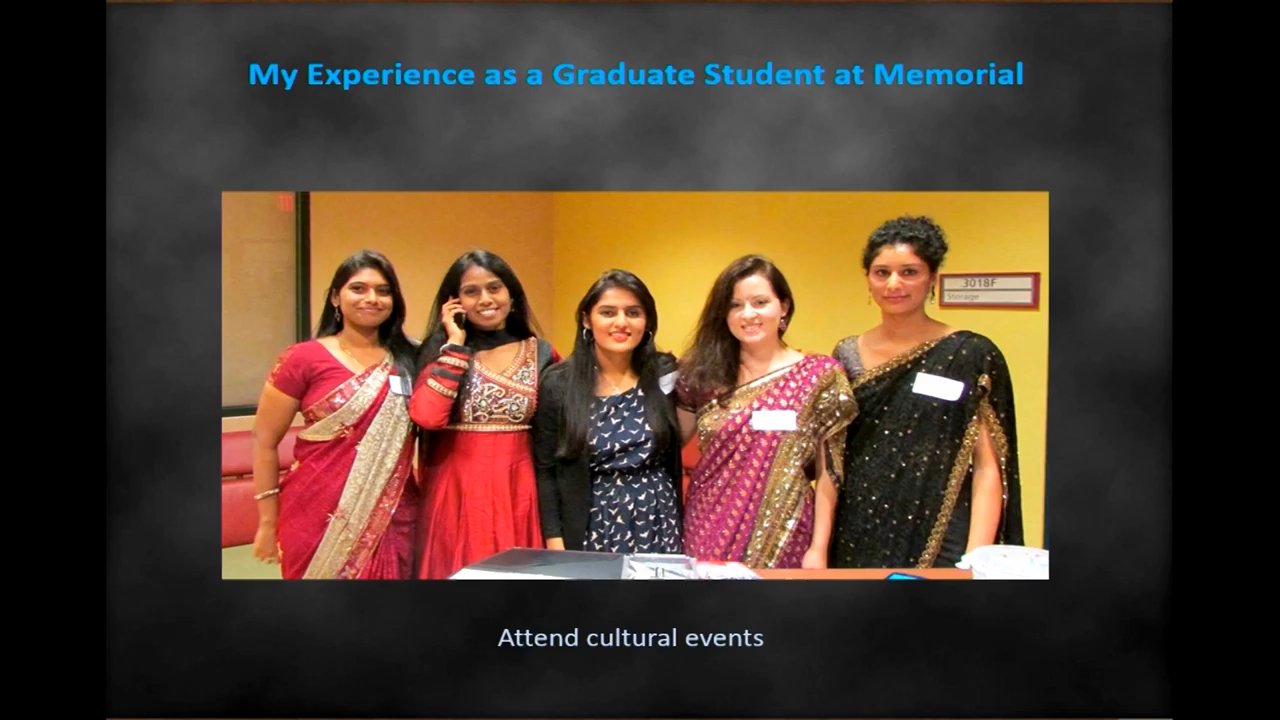 My Experience as a Graduate Student at Memorial
3018F
Storage
Attend cultural events